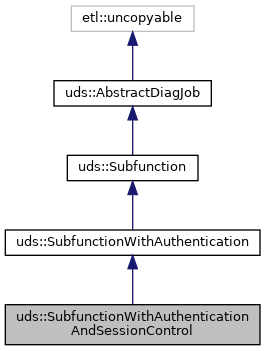 etl::uncopyable
uds::AbstractDiagJob
uds::Subfunction
uds::SubfunctionWithAuthentication
uds::SubfunctionWithAuthentication
AndSessionControl